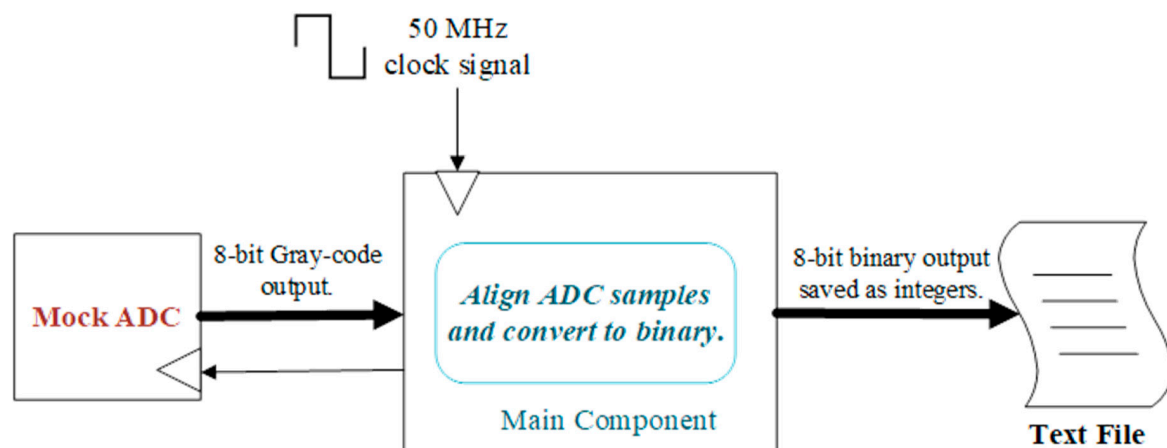 50 MHz
clock signal
8-bit Gray-code
output.
Mock ADC
Align ADC samples
and convert to binary.
Main Component
8-bit binary output
saved as integers.
Text File